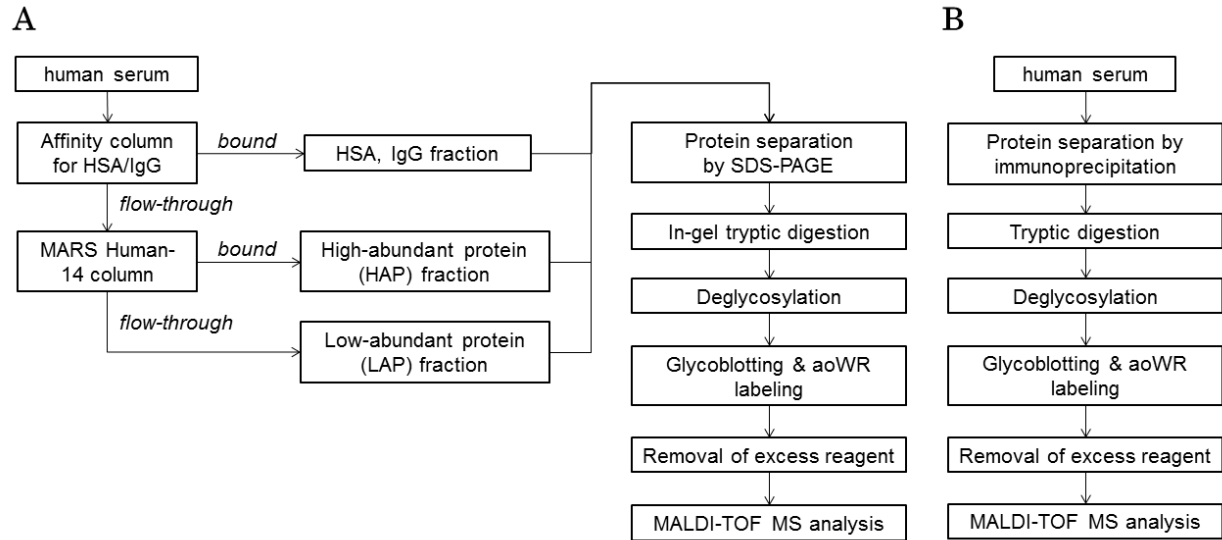 A
human serum
Affinity column
for HSA/IgG
bound
HSA, IgG fraction
flow-through
MARS Human-
14 column
bound
High-abundant protein
(HAP) fraction
flow-through
Low-abundant protein
(LAP) fraction
Protein separation
by SDS-PAGE
In-gel tryptic digestion
Deglycosylation
Glycoblotting & aoWR
labeling
Removal of excess reagent
MALDI-TOF MS analysis
B
human serum
Protein separation by
immunoprecipitation
Tryptic digestion
Deglycosylation
Glycoblotting & aoWR
labeling
Removal of excess reagent
MALDI-TOF MS analysis